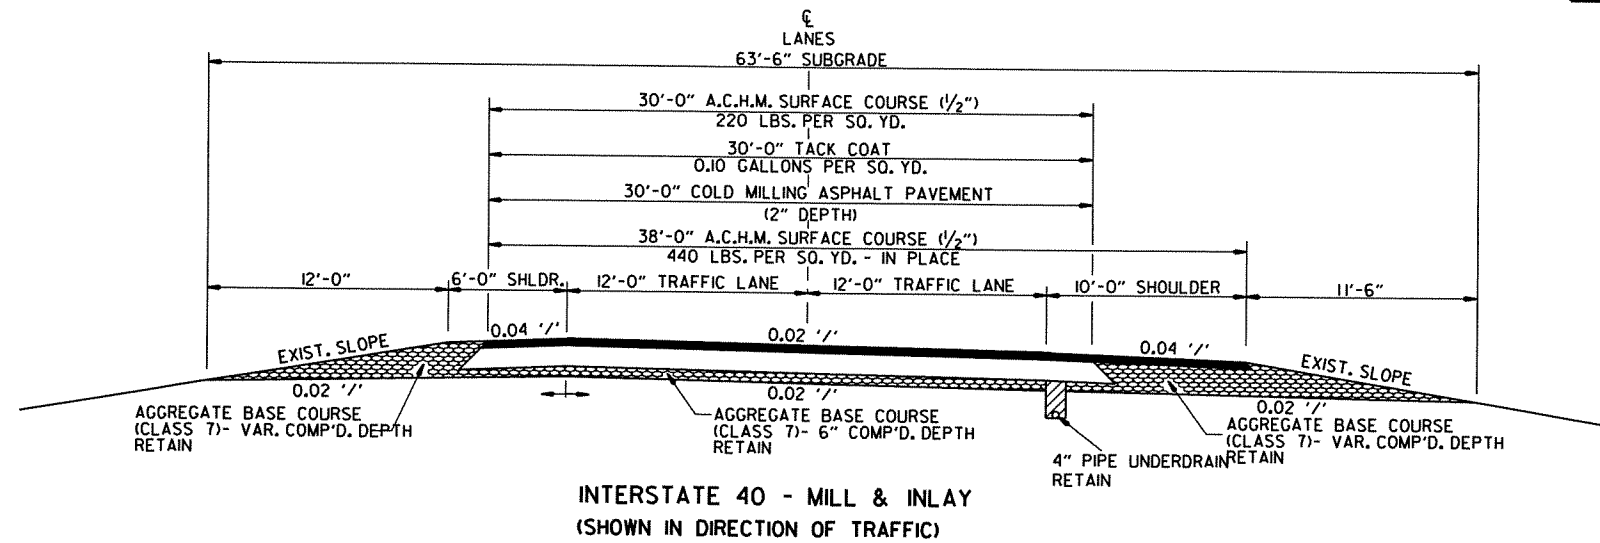 ℄
LANES
63'-6" SUBGRADE
30'-0" A.C.H.M. SURFACE COURSE (1/2")
220 LBS. PER SQ. YD.
30'-0" TACK COAT
0.10 GALLONS PER SQ. YD.
30'-0" COLD MILLING ASPHALT PAVEMENT
(2" DEPTH)
38'-0" A.C.H.M. SURFACE COURSE (1/2")
440 LBS. PER SQ. YD. - IN PLACE
12'-0"
6'-0" SHLDR.
12'-0" TRAFFIC LANE
12'-0" TRAFFIC LANE
10'-0" SHOULDER
11'-6"
EXIST. SLOPE
0.04 '/'
0.02 '/'
0.04 '/'
EXIST. SLOPE
0.02 '/'
0.02 '/'
0.02 '/'
AGGREGATE BASE COURSE
(CLASS 7)- VAR. COMP'D. DEPTH
RETAIN
AGGREGATE BASE COURSE
(CLASS 7)- 6" COMP'D. DEPTH
RETAIN
4" PIPE UNDERDRAIN
RETAIN
AGGREGATE BASE COURSE
(CLASS 7)- VAR. COMP'D. DEPTH
RETAIN
INTERSTATE 40 - MILL & INLAY
(SHOWN IN DIRECTION OF TRAFFIC)